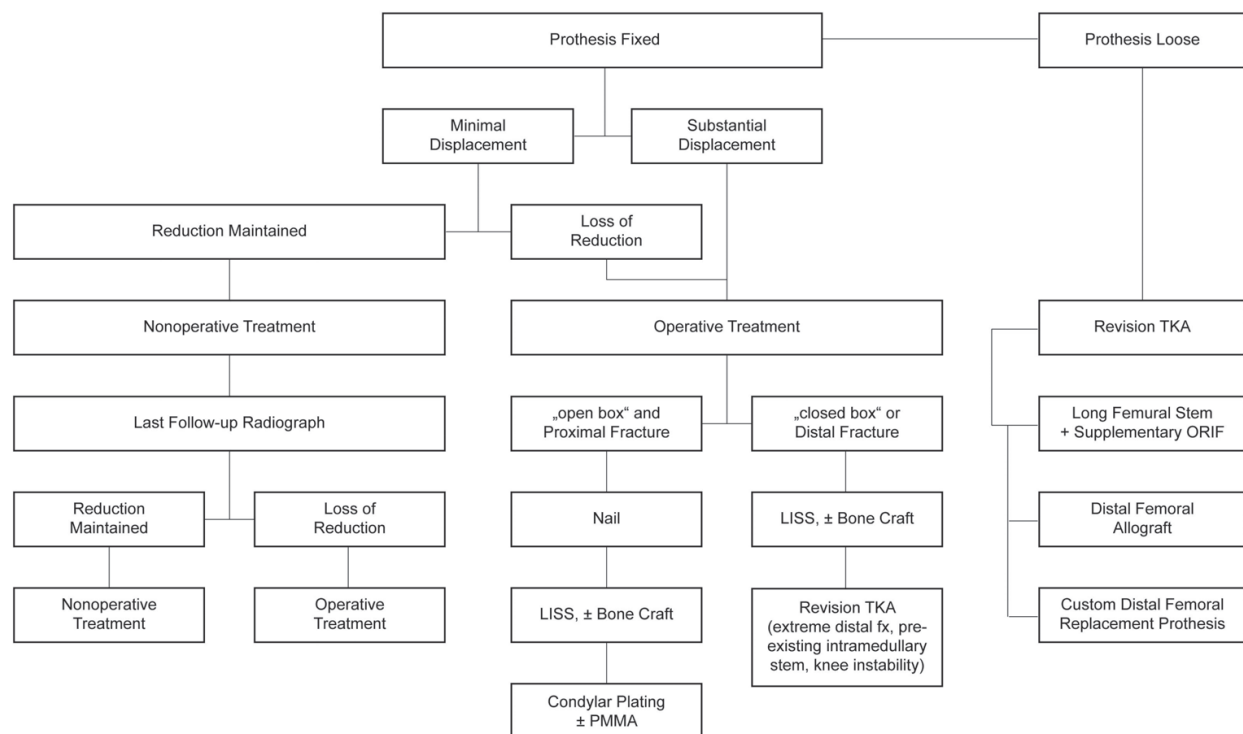 Prothesis Fixed
Prothesis Loose
Minimal
Displacement
Substantial
Displacement
Reduction Maintained
Loss of
Reduction
Nonoperative Treatment
Operative Treatment
Revision TKA
Last Follow-up Radiograph
„open box“ and
Proximal Fracture
„closed box“ or
Distal Fracture
Long Femural Stem
+ Supplementary ORIF
Reduction
Maintained
Loss of
Reduction
Nail
LISS, ± Bone Craft
Distal Femoral
Allograft
Nonoperative
Treatment
Operative
Treatment
LISS, ± Bone Craft
Revision TKA
(extreme distal fx, pre-
existing intramedullary
stem, knee instability)
Custom Distal Femoral
Replacement Prothesis
Condylar Plating
± PMMA